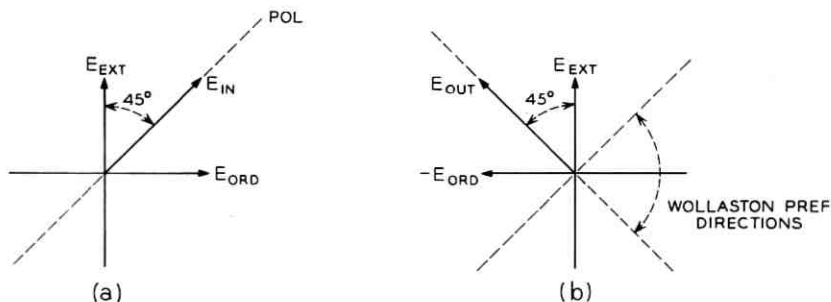 POL
E_EXT
E_IN
45°
E_ORD
(a)
E_EXT
E_OUT
45°
-E_ORD
WOLLASTON PREF
DIRECTIONS
(b)